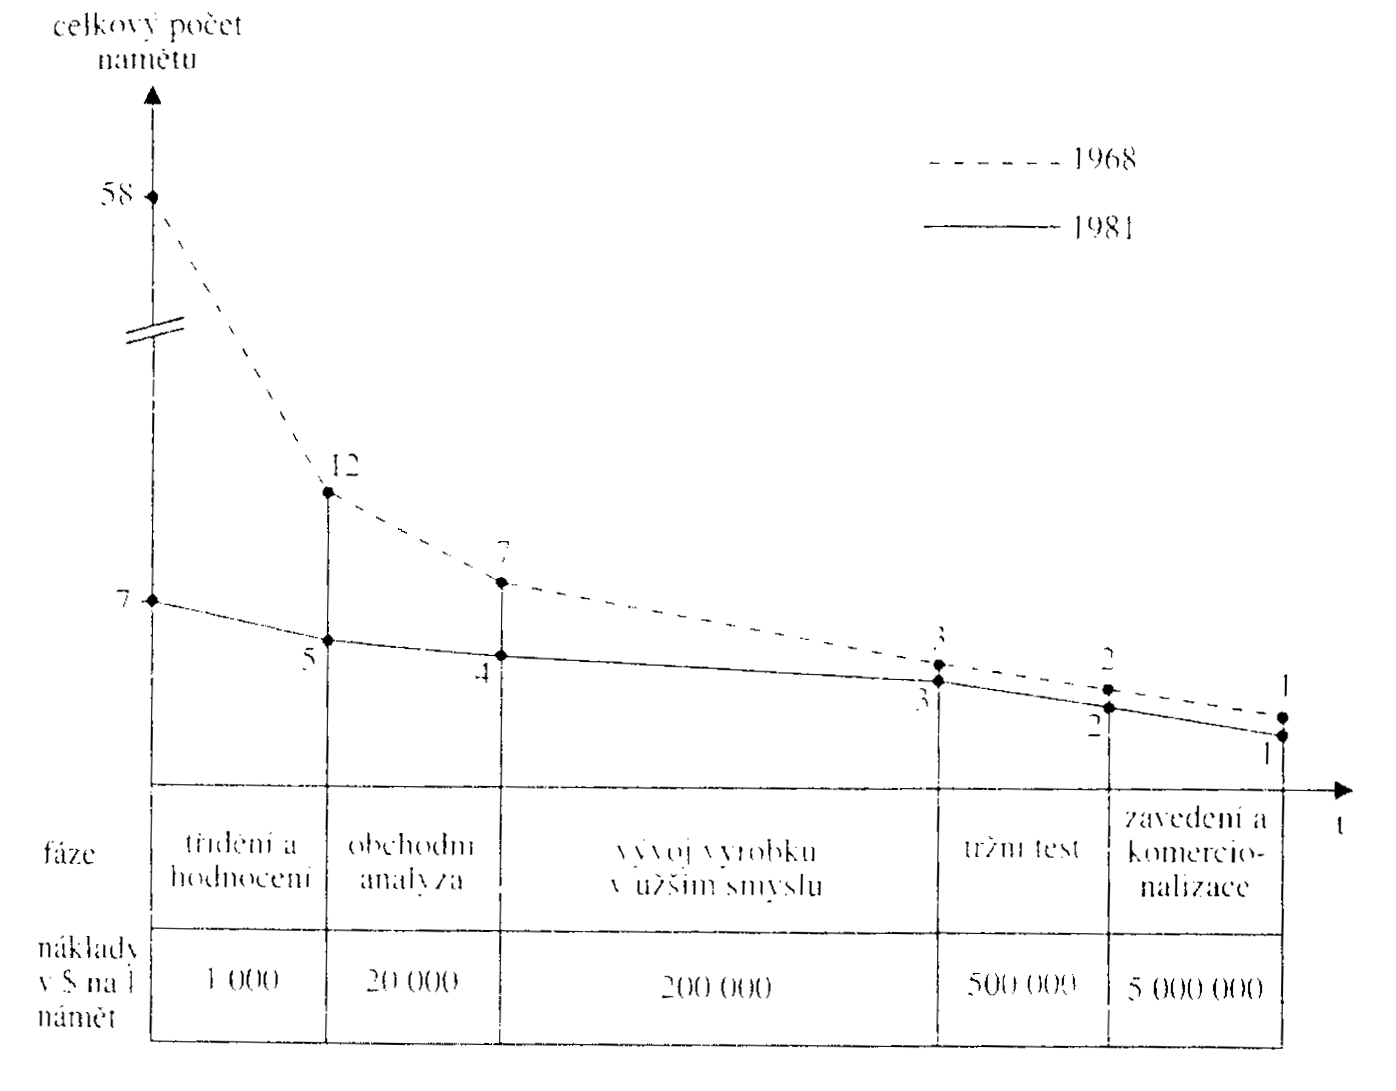 celkový počet
namětu
1968
1981
58
12
7
7
5
4
3
3
2
2
1
1
t
fáze
třídění a
hodnocení
obchodní
analýza
vývoj výrobku
v užším smyslu
tržní test
zavedení a
komercio-
nalizace
náklady
v $ na 1
námět
1 000
20 000
200 000
500 000
5 000 000